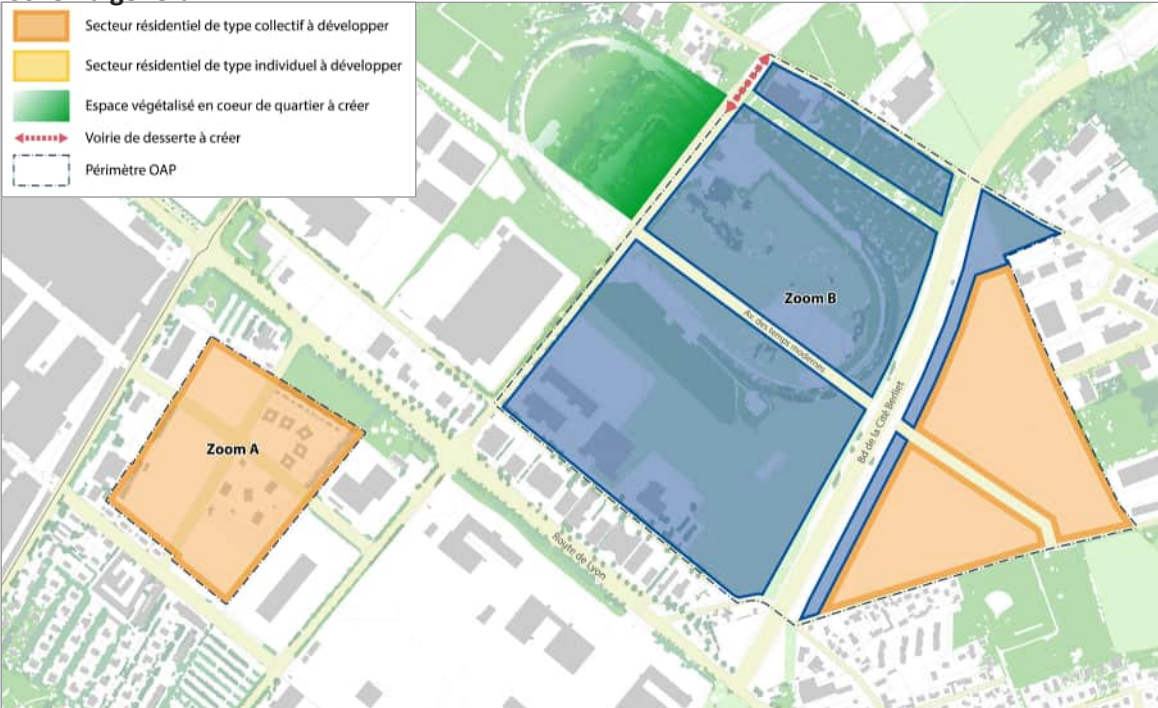 Secteur résidentiel de type collectif à développer
Secteur résidentiel de type individuel à développer
Espace végétalisé en coeur de quartier à créer
Voirie de desserte à créer
Périmètre OAP
Zoom B
Av. des temps modernes
Bd de la Cité Berliet
Zoom A
Route de Lyon